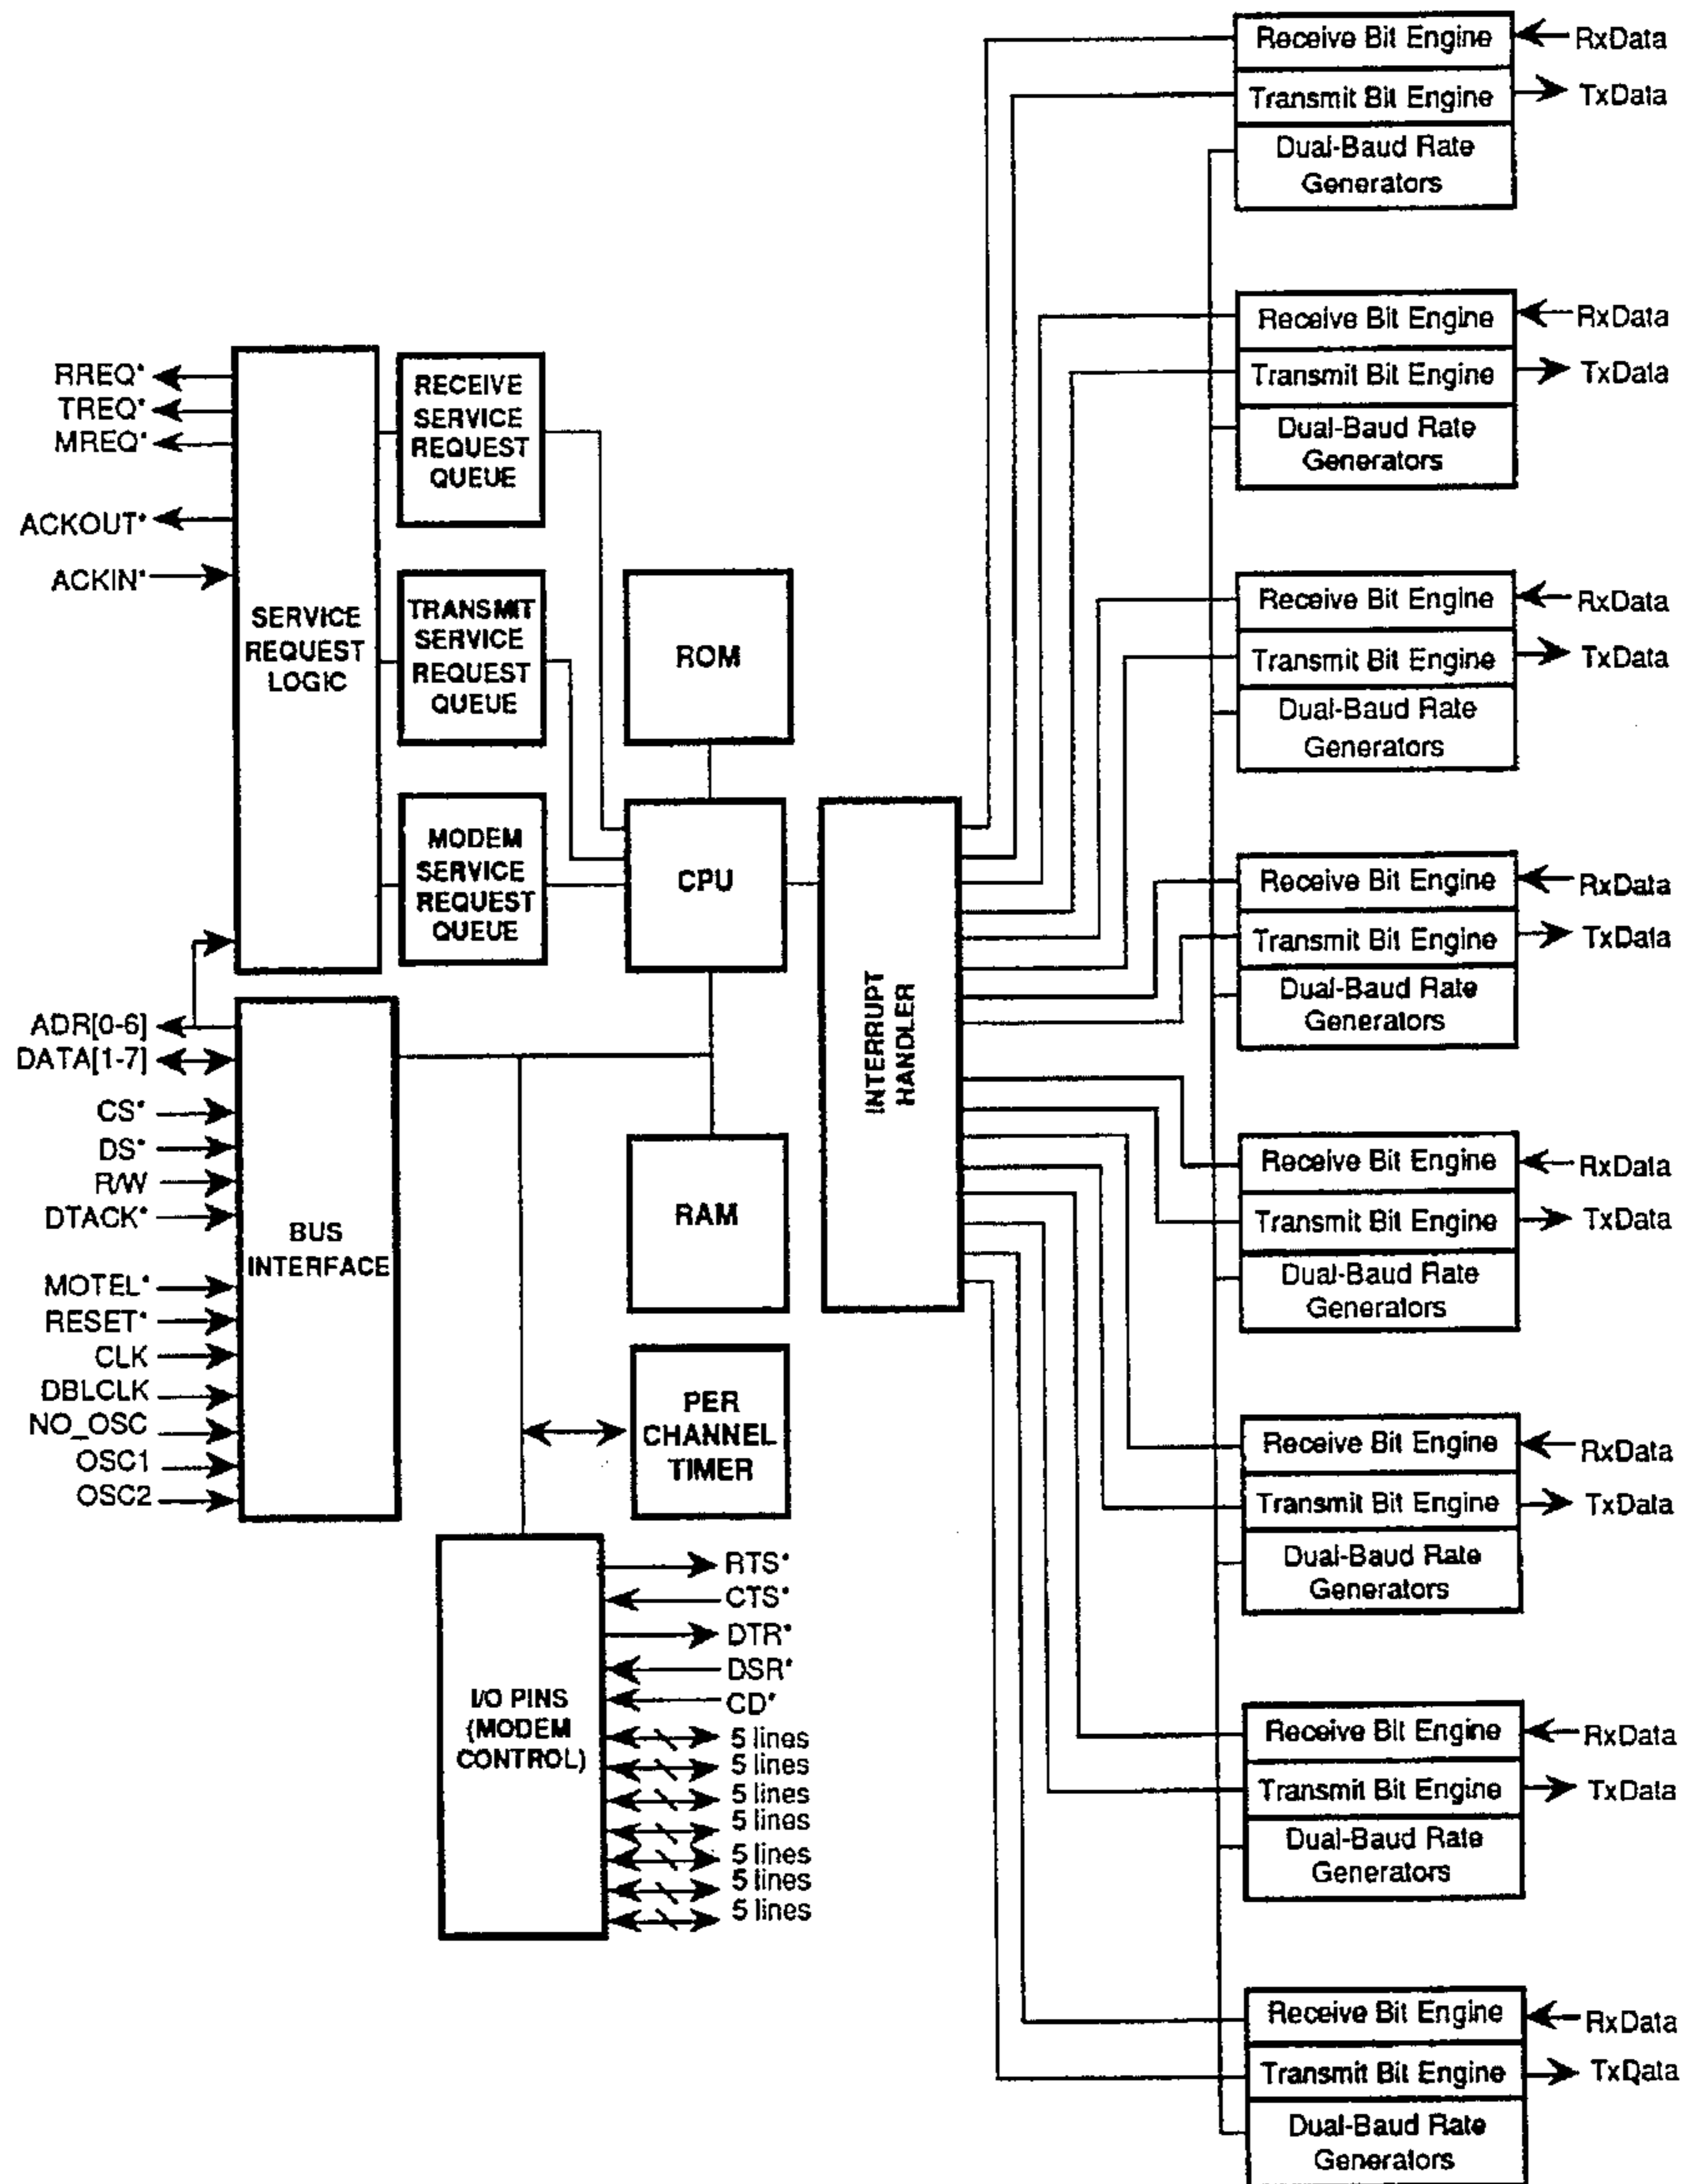 RREQ*
TREQ*
MREQ*
ACKOUT*
ACKIN*
SERVICE
REQUEST
LOGIC
RECEIVE
SERVICE
REQUEST
QUEUE
TRANSMIT
SERVICE
REQUEST
QUEUE
MODEM
SERVICE
REQUEST
QUEUE
ROM
CPU
RAM
INTERRUPT
HANDLER
ADR[0-6]
DATA[1-7]
CS*
DS*
R/W
DTACK*
MOTEL*
RESET*
CLK
DBLCLK
NO_OSC
OSC1
OSC2
BUS
INTERFACE
PER
CHANNEL
TIMER
I/O PINS
(MODEM
CONTROL)
RTS*
CTS*
DTR*
DSR*
CD*
5 lines
5 lines
5 lines
5 lines
5 lines
5 lines
5 lines
Receive Bit Engine
RxData
Transmit Bit Engine
TxData
Dual-Baud Rate
Generators
Receive Bit Engine
RxData
Transmit Bit Engine
TxData
Dual-Baud Rate
Generators
Receive Bit Engine
RxData
Transmit Bit Engine
TxData
Dual-Baud Rate
Generators
Receive Bit Engine
RxData
Transmit Bit Engine
TxData
Dual-Baud Rate
Generators
Receive Bit Engine
RxData
Transmit Bit Engine
TxData
Dual-Baud Rate
Generators
Receive Bit Engine
RxData
Transmit Bit Engine
TxData
Dual-Baud Rate
Generators
Receive Bit Engine
RxData
Transmit Bit Engine
TxData
Dual-Baud Rate
Generators
Receive Bit Engine
RxData
Transmit Bit Engine
TxData
Dual-Baud Rate
Generators